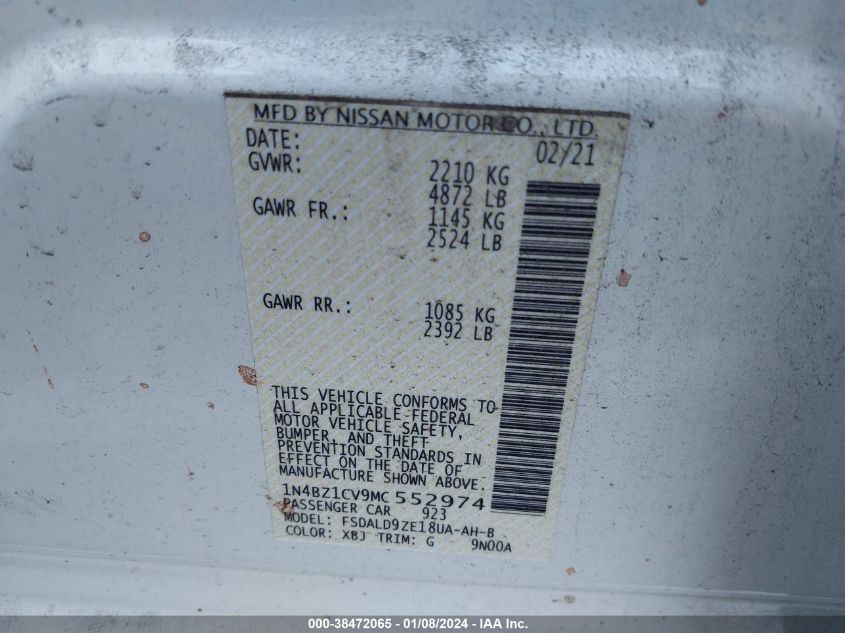 MFD BY NISSAN MOTOR CO., LTD.
DATE: 02/21
GVWR: 2210 KG
4872 LB
GAWR FR.: 1145 KG
2524 LB
GAWR RR.: 1085 KG
2392 LB
THIS VEHICLE CONFORMS TO
ALL APPLICABLE FEDERAL
MOTOR VEHICLE SAFETY,
BUMPER, AND THEFT
PREVENTION STANDARDS IN
EFFECT ON THE DATE OF
MANUFACTURE SHOWN ABOVE.
1N4BZ1CV9MC 552974
PASSENGER CAR 923
MODEL: FSDALD9ZE18UA-AH-B
COLOR: XBJ TRIM: G 9N00A
000-38472065 - 01/08/2024 - IAA Inc.